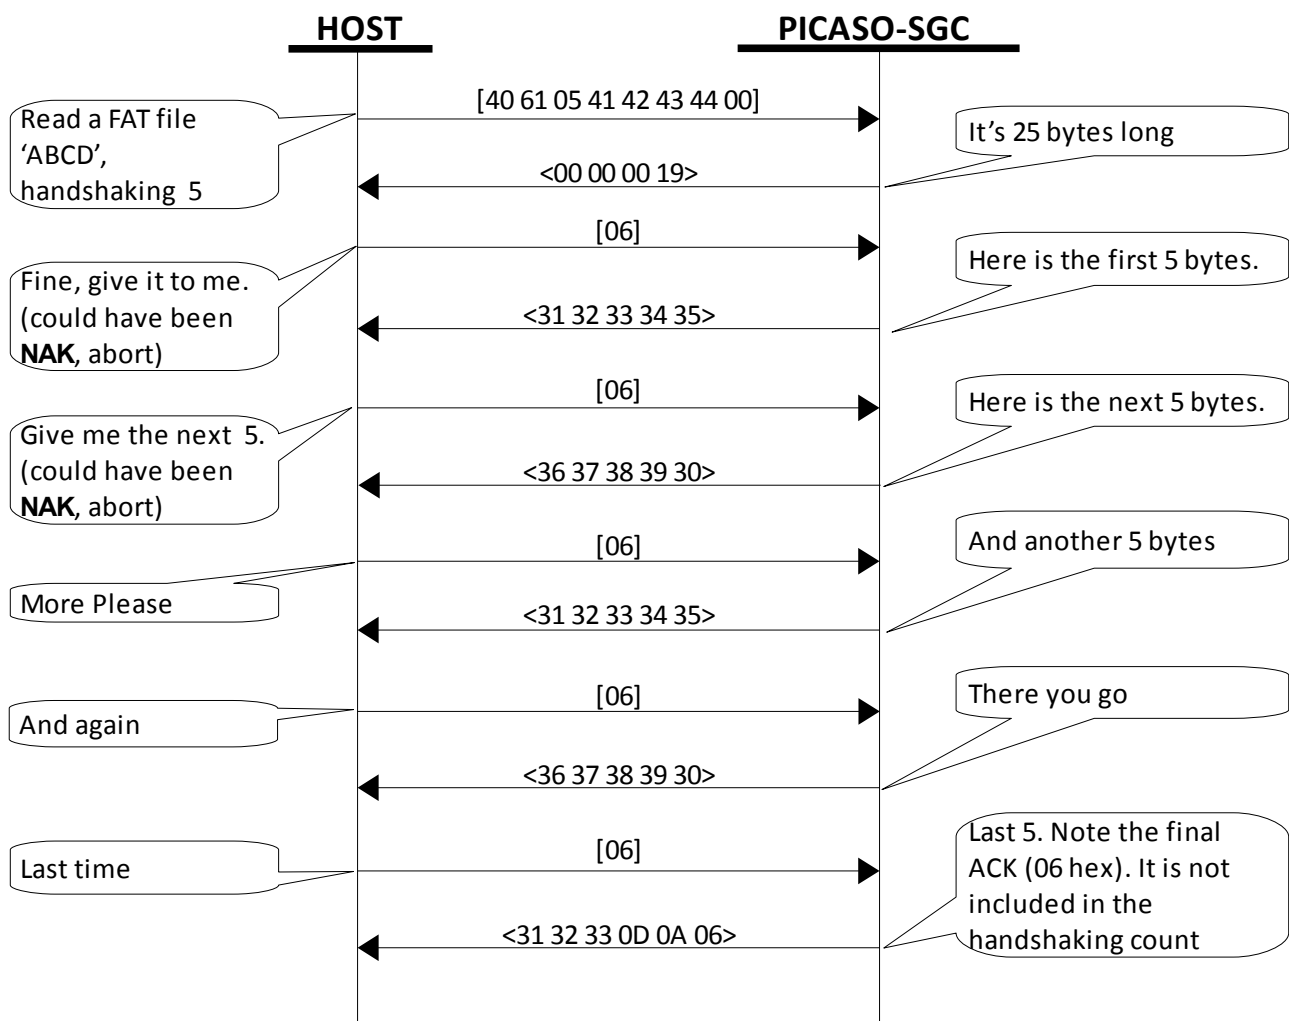 HOST
PICASO-SGC
[40 61 05 41 42 43 44 00]
Read a FAT file
‘ABCD’,
handshaking 5
It’s 25 bytes long
<00 00 00 19>
[06]
Fine, give it to me.
(could have been
NAK, abort)
Here is the first 5 bytes.
<31 32 33 34 35>
[06]
Give me the next 5.
(could have been
NAK, abort)
Here is the next 5 bytes.
<36 37 38 39 30>
[06]
More Please
And another 5 bytes
<31 32 33 34 35>
[06]
And again
There you go
<36 37 38 39 30>
[06]
Last time
Last 5. Note the final
ACK (06 hex). It is not
included in the
handshaking count
<31 32 33 0D 0A 06>